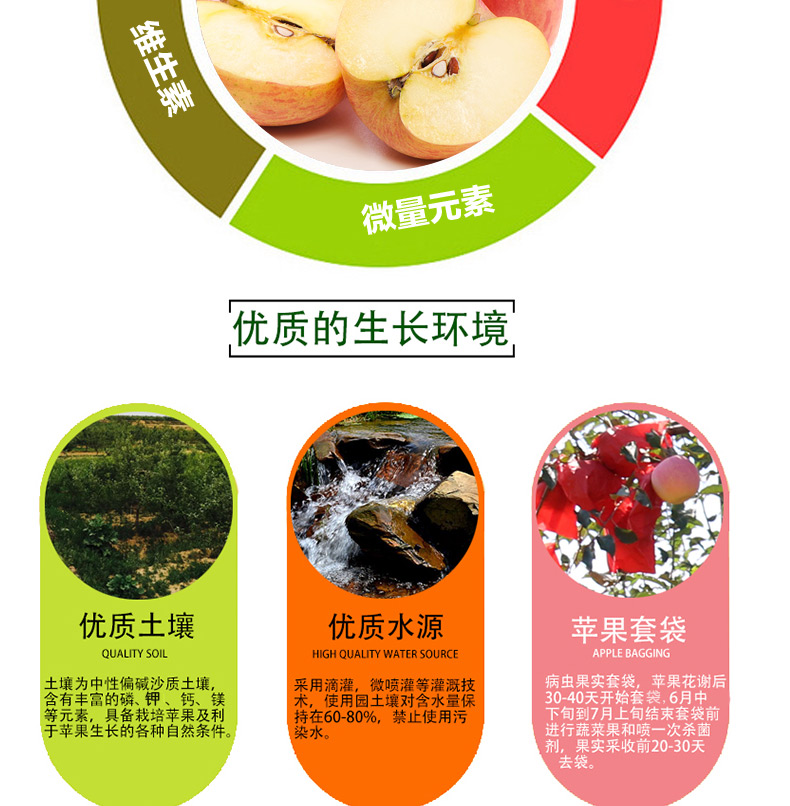 维生素
微量元素
优质的生长环境
优质土壤
QUALITY SOIL
土壤为中性偏碱沙质土壤，
含有丰富的磷、钾、钙、镁
等元素，具备栽培苹果及利
于苹果生长的各种自然条件。
优质水源
HIGH QUALITY WATER SOURCE
采用滴灌，微喷灌等灌溉技
术，使用园土壤对含水量保
持在60-80%，禁止使用污
染水。
苹果套袋
APPLE BAGGING
病虫果实套袋，苹果花谢后
30-40天开始套袋,6月中
下旬到7月上旬结束套袋前
进行蔬菜果和喷一次杀菌
剂，果实采收前20-30天
去袋。